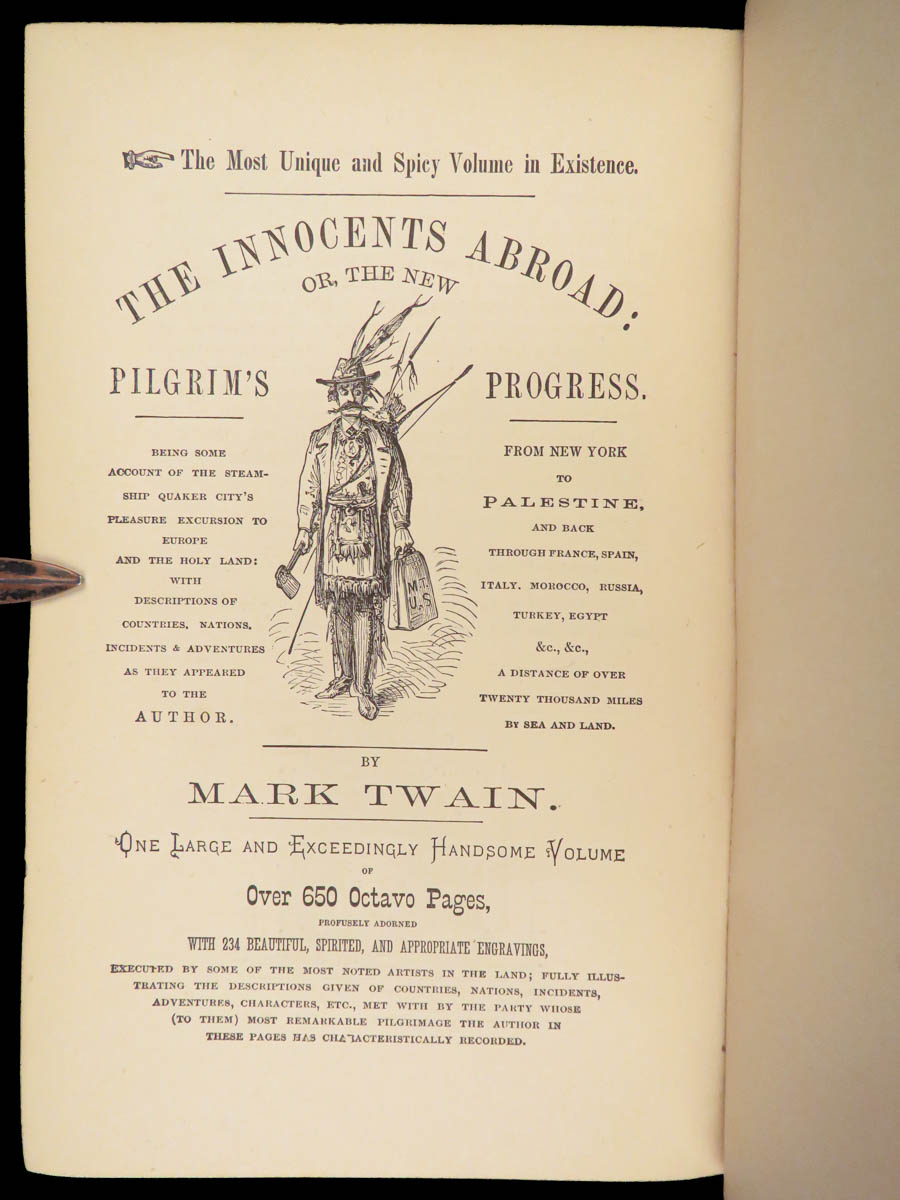 The Most Unique and Spicy Volume in Existence.
THE INNOCENTS ABROAD:
OR, THE NEW
PILGRIM'S PROGRESS.
BEING SOME
ACCOUNT OF THE STEAM-
SHIP QUAKER CITY'S
PLEASURE EXCURSION TO
EUROPE
AND THE HOLY LAND:
WITH
DESCRIPTIONS OF
COUNTRIES, NATIONS.
INCIDENTS & ADVENTURES
AS THEY APPEARED
TO THE
AUTHOR.
M.T.
U.S
FROM NEW YORK
TO
PALESTINE,
AND BACK
THROUGH FRANCE, SPAIN,
ITALY. MOROCCO, RUSSIA,
TURKEY, EGYPT
&c., &c.,
A DISTANCE OF OVER
TWENTY THOUSAND MILES
BY SEA AND LAND.
BY
MARK TWAIN.
ONE LARGE AND EXCEEDINGLY HANDSOME VOLUME
OF
Over 650 Octavo Pages,
PROFUSELY ADORNED
WITH 234 BEAUTIFUL, SPIRITED, AND APPROPRIATE ENGRAVINGS,
EXECUTED BY SOME OF THE MOST NOTED ARTISTS IN THE LAND; FULLY ILLUS-
TRATING THE DESCRIPTIONS GIVEN OF COUNTRIES, NATIONS, INCIDENTS,
ADVENTURES, CHARACTERS, ETC., MET WITH BY THE PARTY WHOSE
(TO THEM) MOST REMARKABLE PILGRIMAGE THE AUTHOR IN
THESE PAGES HAS CHARACTERISTICALLY RECORDED.